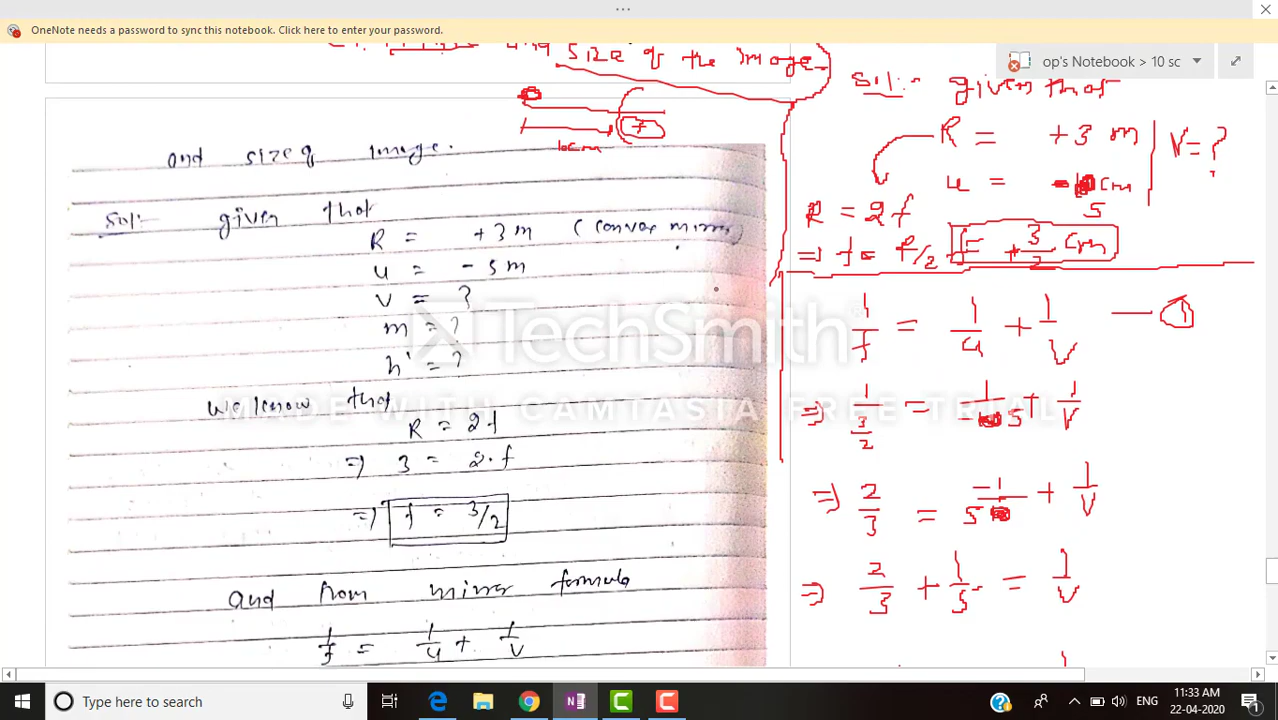 OneNote needs a password to sync this notebook. Click here to enter your password.
size of the image
op's Notebook > 10 sc
and size of image.
Sol:- given that
R = +3 m (convex mirror)
u = - 5 m
v = ?
m = ?
h' = ?
We know that
R = 2f
=> 3 = 2.f
=> f = 3/2
and from mirror formula
1/f = 1/u + 1/v
+
10cm
Sol:- given that
R = +3 m | V = ?
u = - cm
5
R = 2f
=> f = R/2 = + 3/2 cm
1/f = 1/u + 1/V — 1
=> 1/(3/2) = -1/5 + 1/V
=> 2/3 = -1/5 + 1/V
=> 2/3 + 1/5 = 1/V
TechSmith
MADE WITH CAMTASIA FREE TRIAL
Type here to search
ENG
11:33 AM
22-04-2020
1